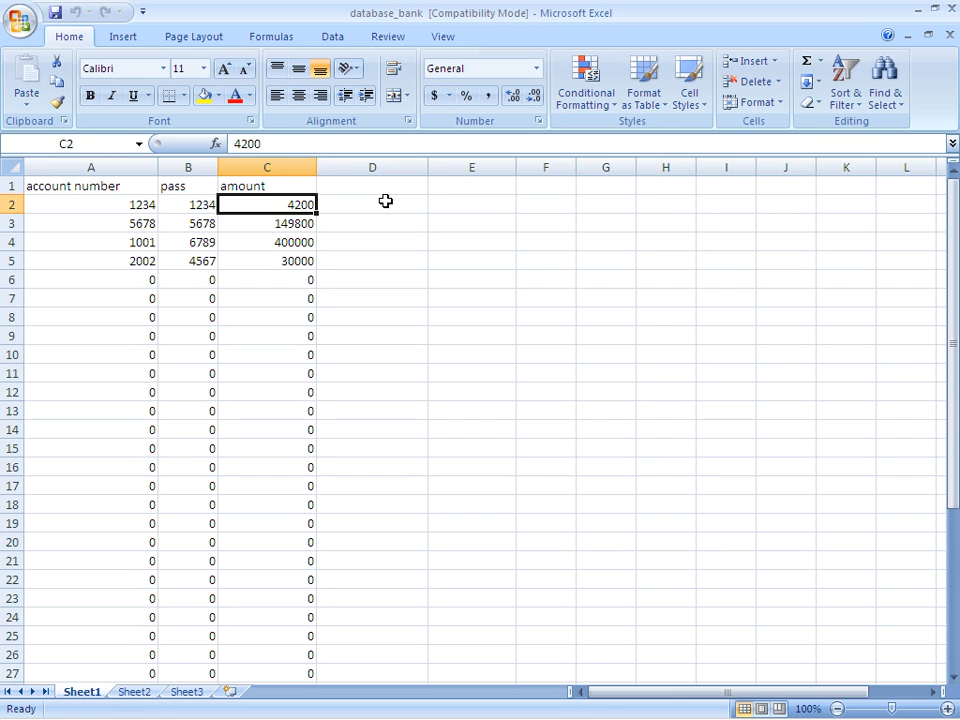 database_bank [Compatibility Mode] - Microsoft Excel
Home Insert Page Layout Formulas Data Review View
Paste
Clipboard
Calibri 11 A A
B I U A
Font
Alignment
General
$ % , .00 .0
Number
Conditional Formatting
Format as Table
Cell Styles
Styles
Insert
Delete
Format
Cells
Σ
Sort & Filter
Find & Select
Editing
C2 fx 4200
A B C D E F G H I J K L
1 account number pass amount
2 1234 1234 4200
3 5678 5678 149800
4 1001 6789 400000
5 2002 4567 30000
6 0 0 0
7 0 0 0
8 0 0 0
9 0 0 0
10 0 0 0
11 0 0 0
12 0 0 0
13 0 0 0
14 0 0 0
15 0 0 0
16 0 0 0
17 0 0 0
18 0 0 0
19 0 0 0
20 0 0 0
21 0 0 0
22 0 0 0
23 0 0 0
24 0 0 0
25 0 0 0
26 0 0 0
27 0 0 0
Sheet1 Sheet2 Sheet3
Ready 100%